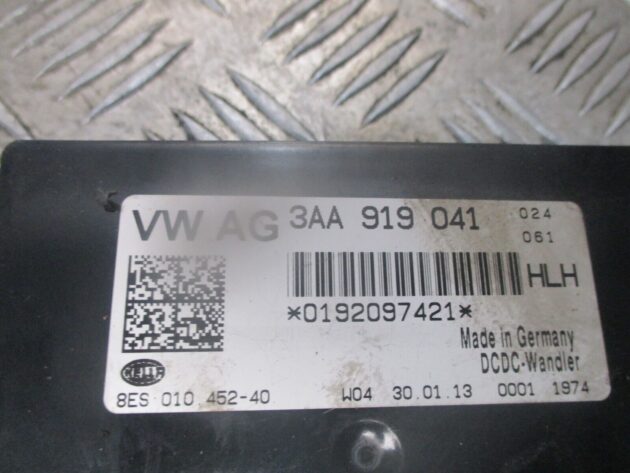 VW AG 3AA 919 041 024
061
HLH
*0192097421*
Made in Germany
DCDC-Wandler
8ES 010 452-40 W04 30.01.13 0001 1974